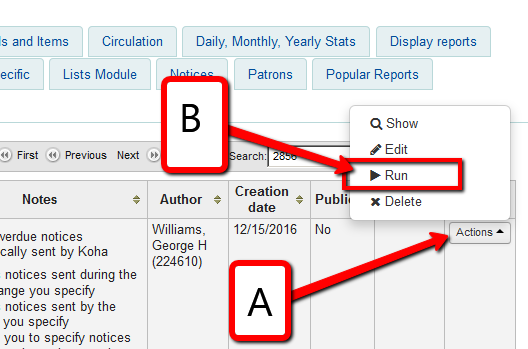 ls and Items Circulation Daily, Monthly, Yearly Stats Display reports
ecific Lists Module Notices Patrons Popular Reports
B
Show
Edit
Run
Delete
First Previous Next Search: 2856
Notes Author Creation date Public
verdue notices
cally sent by Koha
s notices sent during the
ange you specify
s notices sent by the
you specify
you to specify notices
Williams,
George H
(224610)
12/15/2016
No
Actions
A